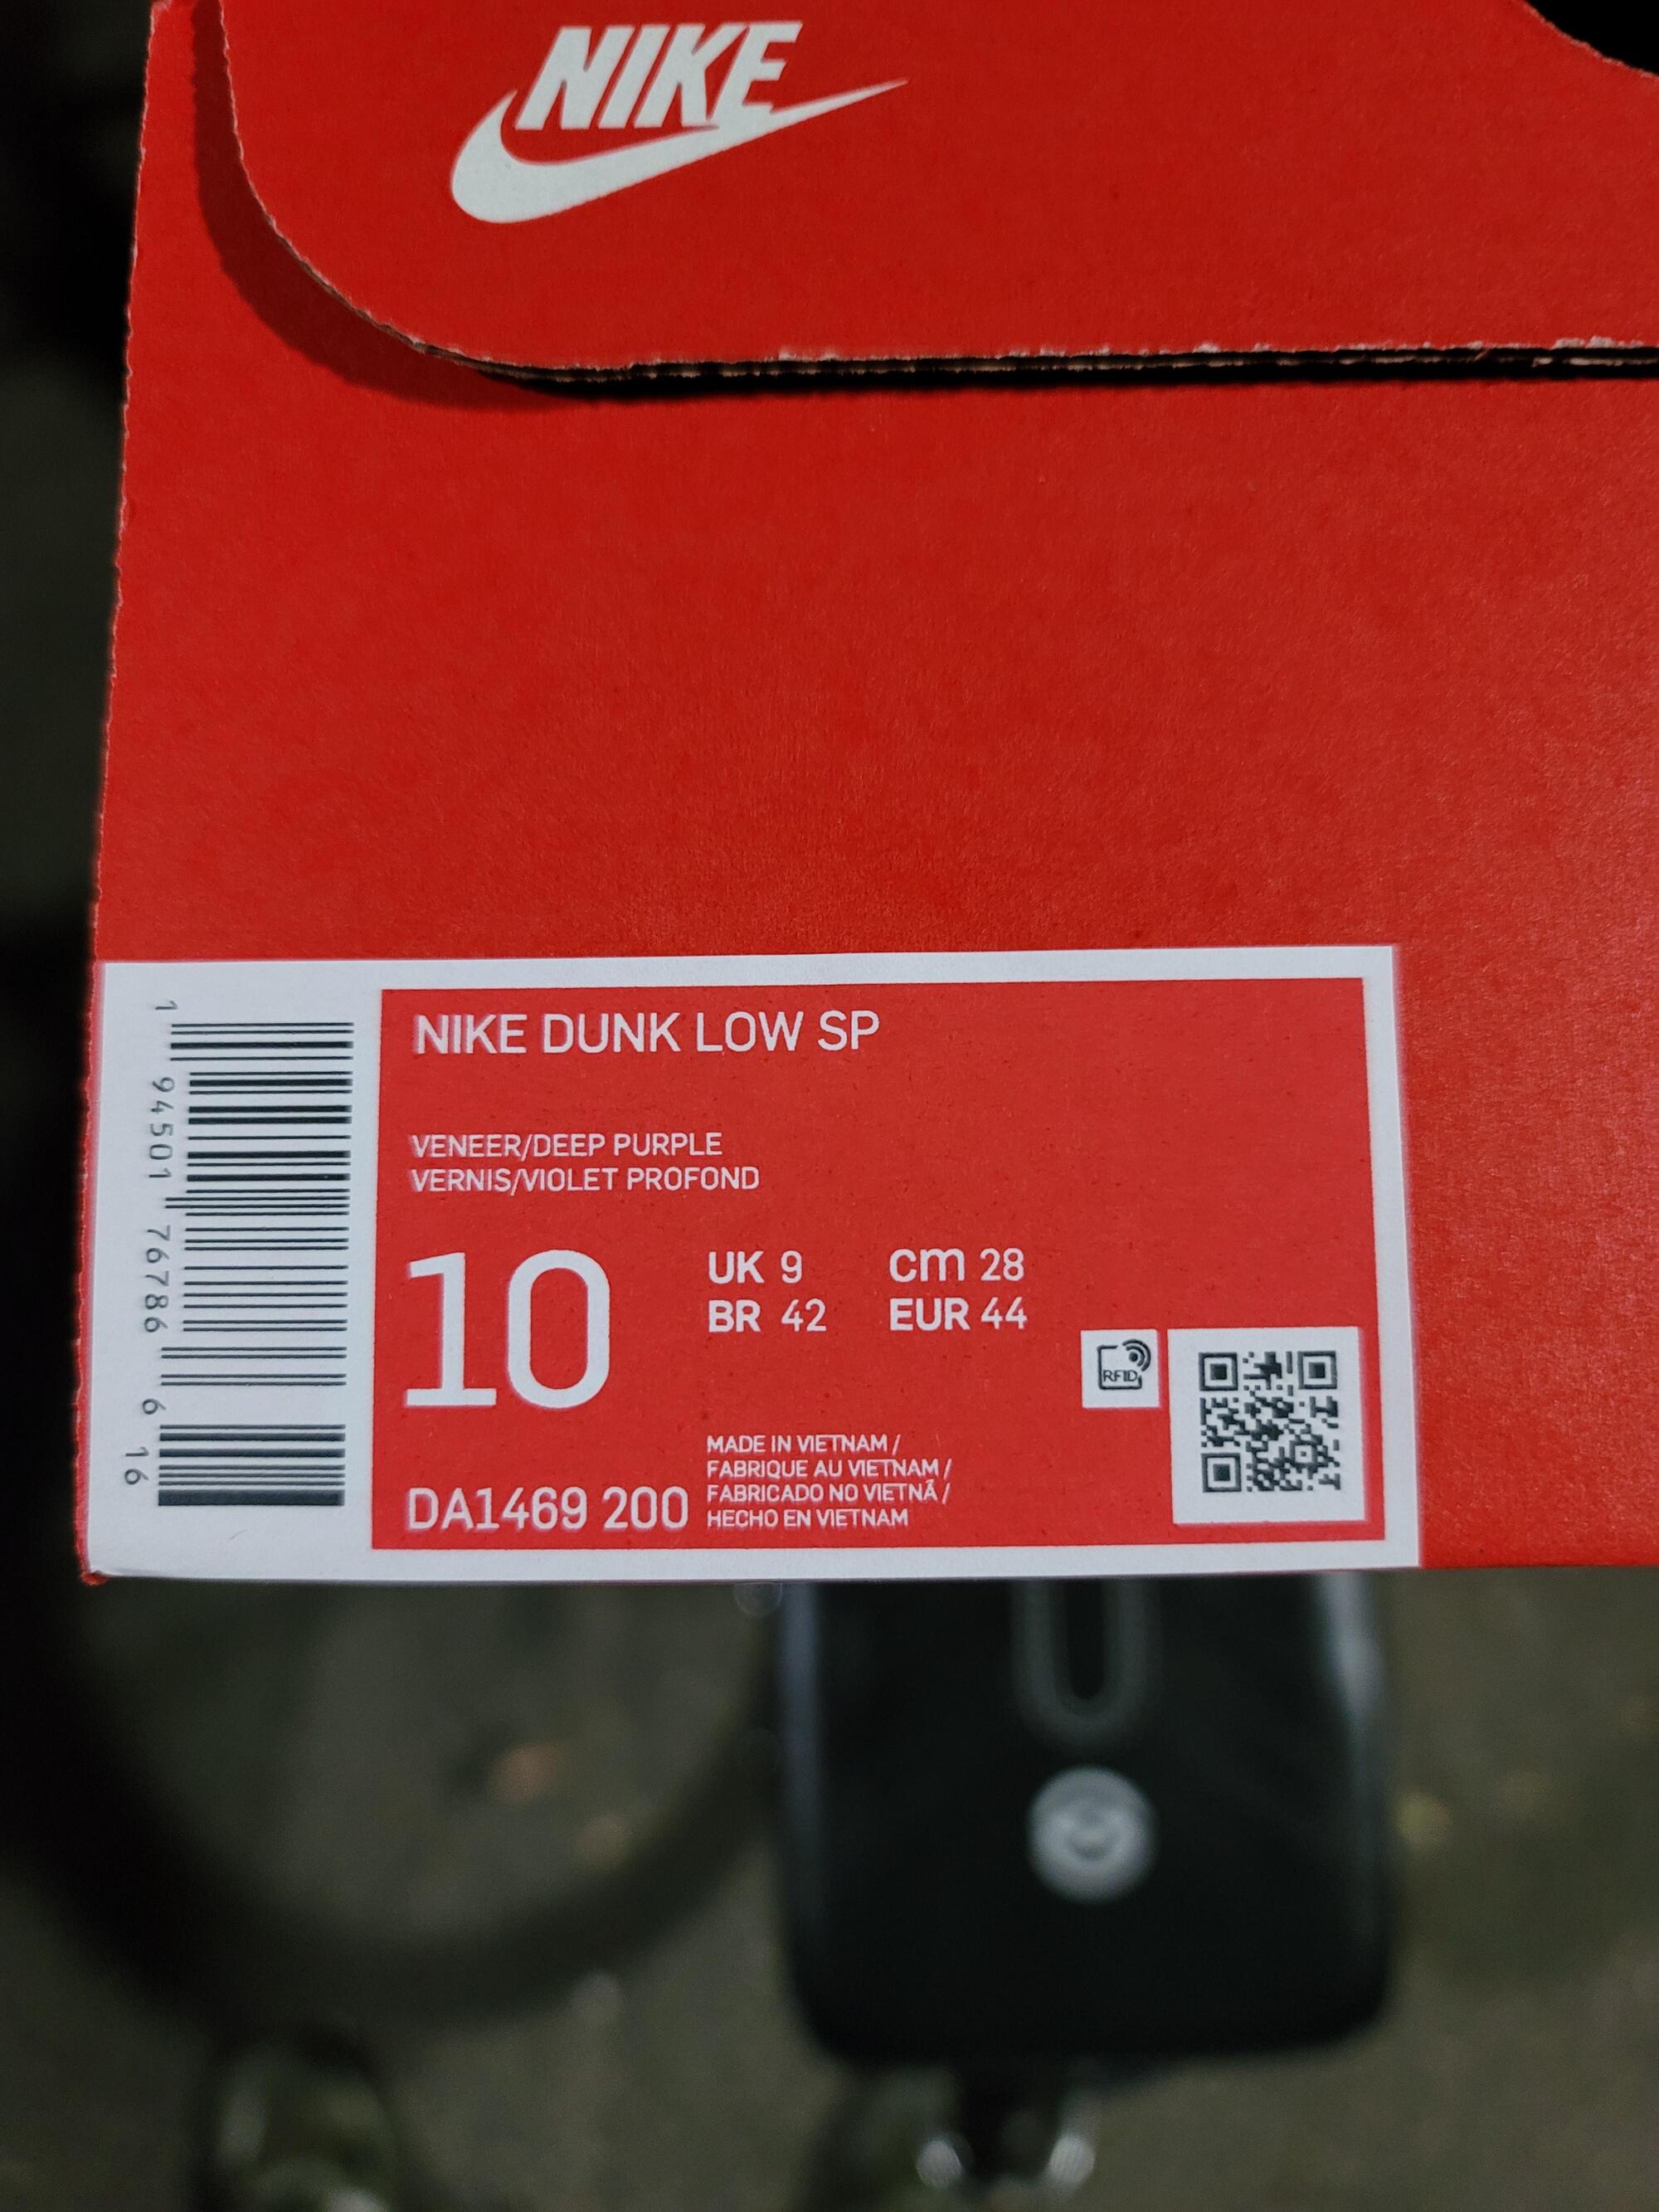 NIKE
NIKE DUNK LOW SP
VENEER/DEEP PURPLE
VERNIS/VIOLET PROFOND
10
UK 9
cm 28
BR 42
EUR 44
RFID
MADE IN VIETNAM /
FABRIQUE AU VIETNAM /
FABRICADO NO VIETNÃ /
HECHO EN VIETNAM
DA1469 200
1 94501 76786 6 16